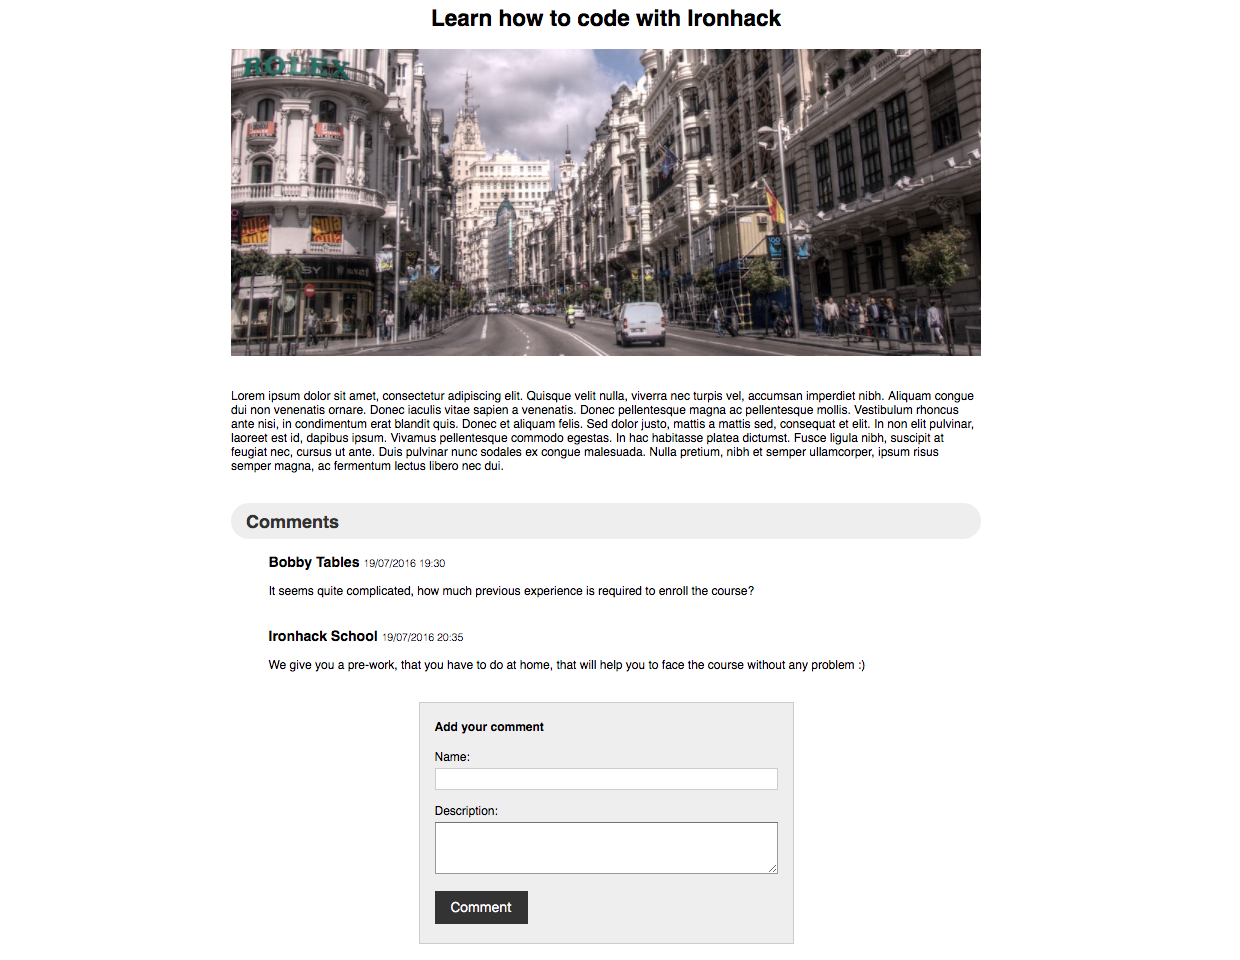 Learn how to code with Ironhack
ROLEX
Lorem ipsum dolor sit amet, consectetur adipiscing elit. Quisque velit nulla, viverra nec turpis vel, accumsan imperdiet nibh. Aliquam congue
dui non venenatis ornare. Donec iaculis vitae sapien a venenatis. Donec pellentesque magna ac pellentesque mollis. Vestibulum rhoncus
ante nisi, in condimentum erat blandit quis. Donec et aliquam felis. Sed dolor justo, mattis a mattis sed, consequat et elit. In non elit pulvinar,
laoreet est id, dapibus ipsum. Vivamus pellentesque commodo egestas. In hac habitasse platea dictumst. Fusce ligula nibh, suscipit at
feugiat nec, cursus ut ante. Duis pulvinar nunc sodales ex congue malesuada. Nulla pretium, nibh et semper ullamcorper, ipsum risus
semper magna, ac fermentum lectus libero nec dui.
Comments
Bobby Tables 19/07/2016 19:30
It seems quite complicated, how much previous experience is required to enroll the course?
Ironhack School 19/07/2016 20:35
We give you a pre-work, that you have to do at home, that will help you to face the course without any problem :)
Add your comment
Name:
Description:
Comment